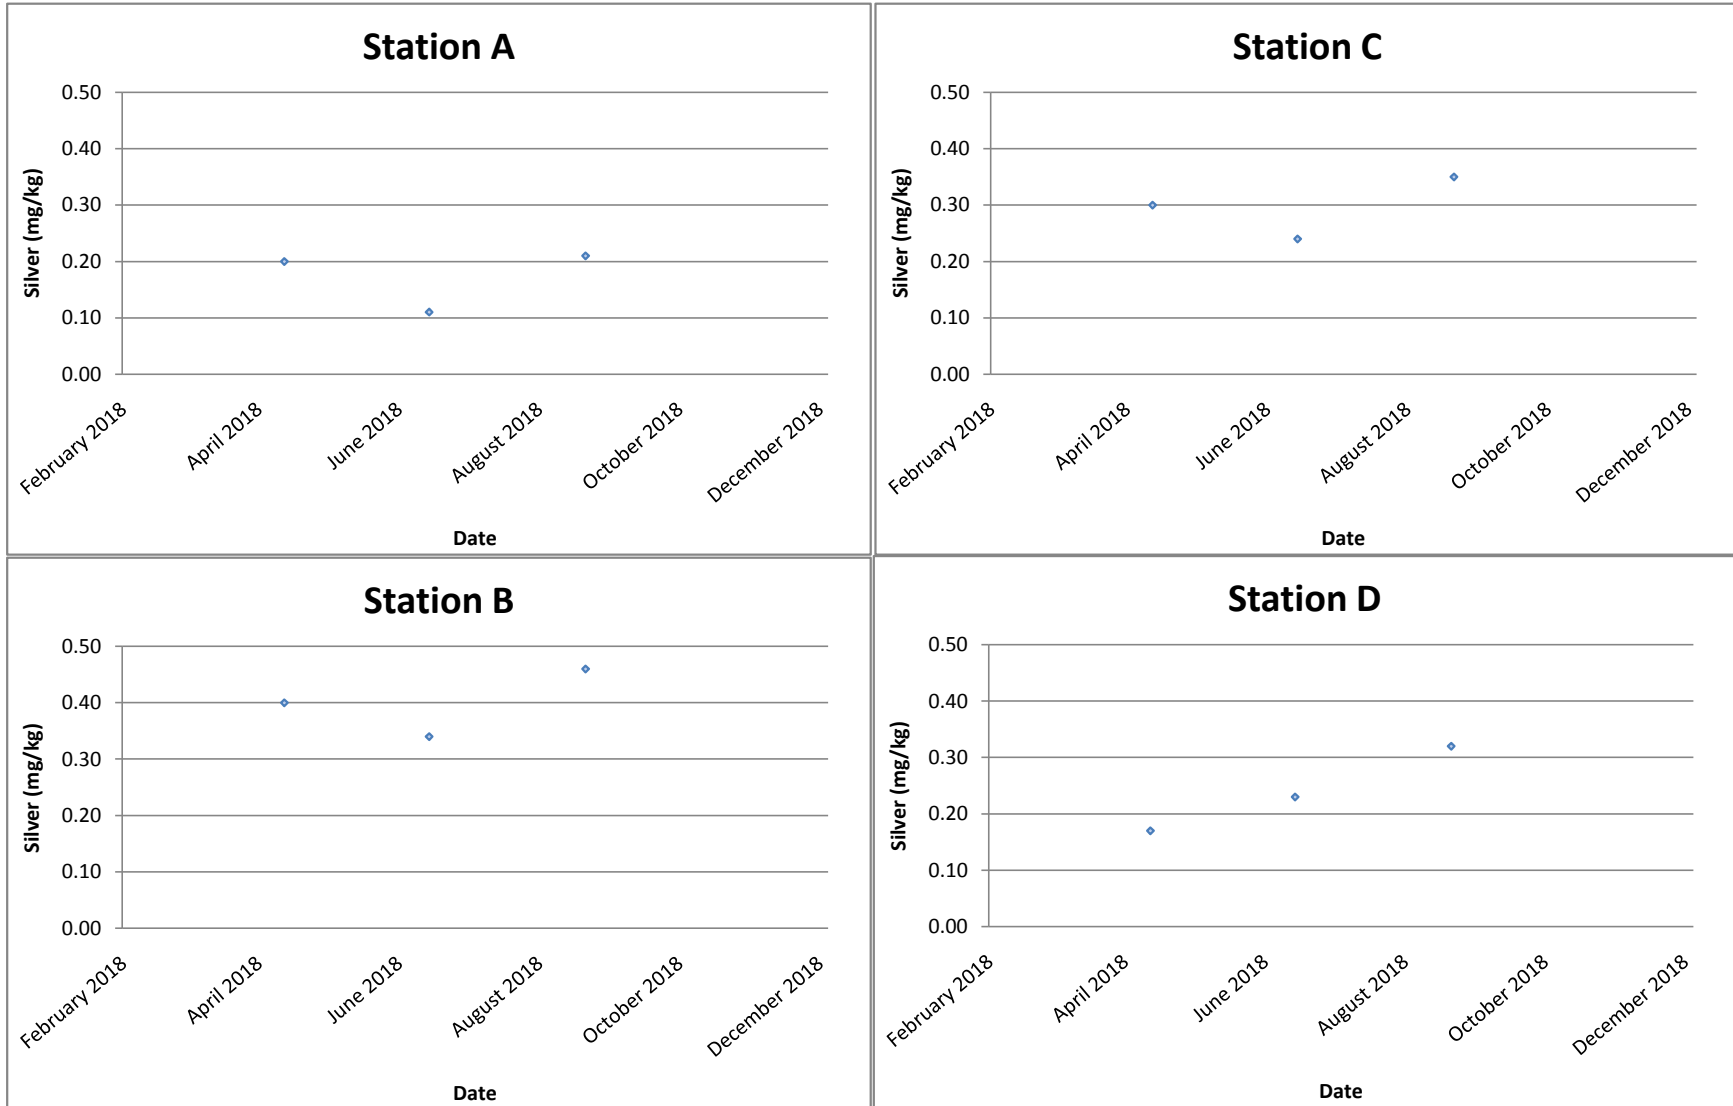 Station A
0.50
0.40
0.30
0.20
0.10
0.00
Silver (mg/kg)
February 2018
April 2018
June 2018
August 2018
October 2018
December 2018
Date
Station C
0.50
0.40
0.30
0.20
0.10
0.00
Silver (mg/kg)
February 2018
April 2018
June 2018
August 2018
October 2018
December 2018
Date
Station B
0.50
0.40
0.30
0.20
0.10
0.00
Silver (mg/kg)
February 2018
April 2018
June 2018
August 2018
October 2018
December 2018
Date
Station D
0.50
0.40
0.30
0.20
0.10
0.00
Silver (mg/kg)
February 2018
April 2018
June 2018
August 2018
October 2018
December 2018
Date